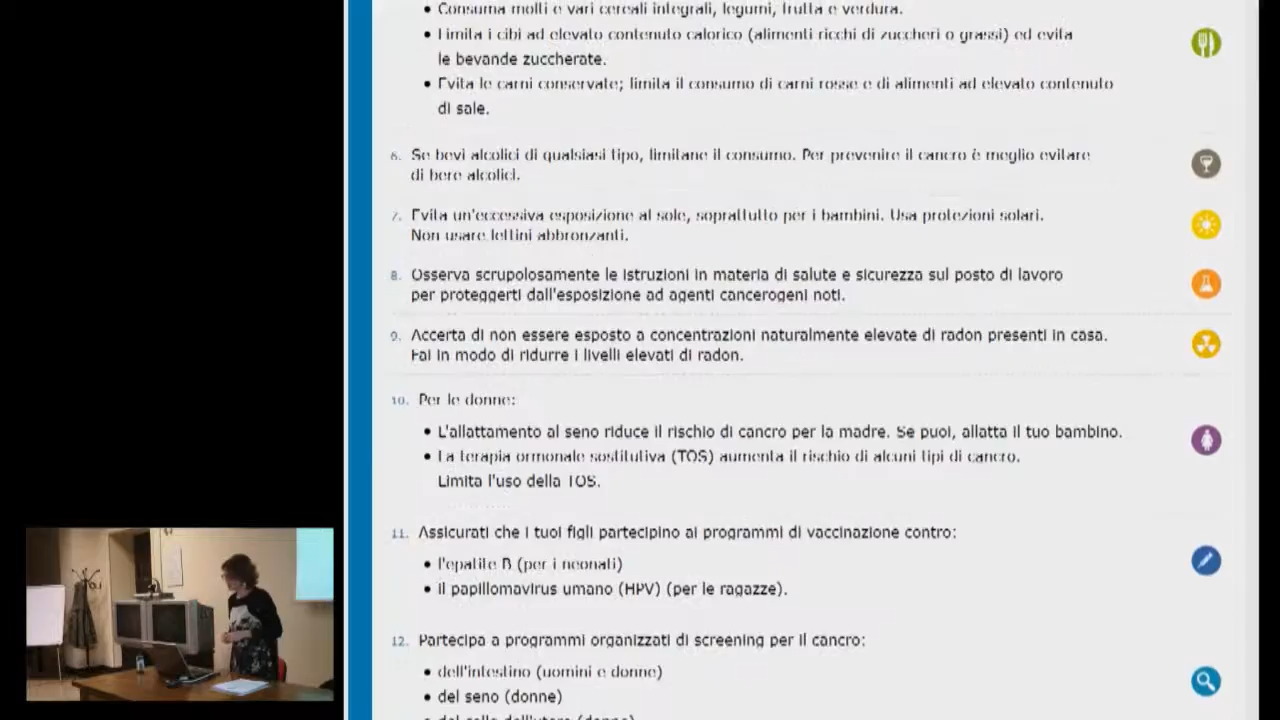 • Consuma molti e vari cereali integrali, legumi, frutta e verdura.
• Limita i cibi ad elevato contenuto calorico (alimenti ricchi di zuccheri o grassi) ed evita
le bevande zuccherate.
• Evita le carni conservate; limita il consumo di carni rosse e di alimenti ad elevato contenuto
di sale.
6. Se bevi alcolici di qualsiasi tipo, limitane il consumo. Per prevenire il cancro è meglio evitare
di bere alcolici.
7. Evita un'eccessiva esposizione al sole, soprattutto per i bambini. Usa protezioni solari.
Non usare lettini abbronzanti.
8. Osserva scrupolosamente le istruzioni in materia di salute e sicurezza sul posto di lavoro
per proteggerti dall'esposizione ad agenti cancerogeni noti.
9. Accerta di non essere esposto a concentrazioni naturalmente elevate di radon presenti in casa.
Fai in modo di ridurre i livelli elevati di radon.
10. Per le donne:
• L'allattamento al seno riduce il rischio di cancro per la madre. Se puoi, allatta il tuo bambino.
• La terapia ormonale sostitutiva (TOS) aumenta il rischio di alcuni tipi di cancro.
Limita l'uso della TOS.
11. Assicurati che i tuoi figli partecipino ai programmi di vaccinazione contro:
• l'epatite B (per i neonati)
• il papillomavirus umano (HPV) (per le ragazze).
12. Partecipa a programmi organizzati di screening per il cancro:
• dell'intestino (uomini e donne)
• del seno (donne)
• del collo dell'utero (donne)